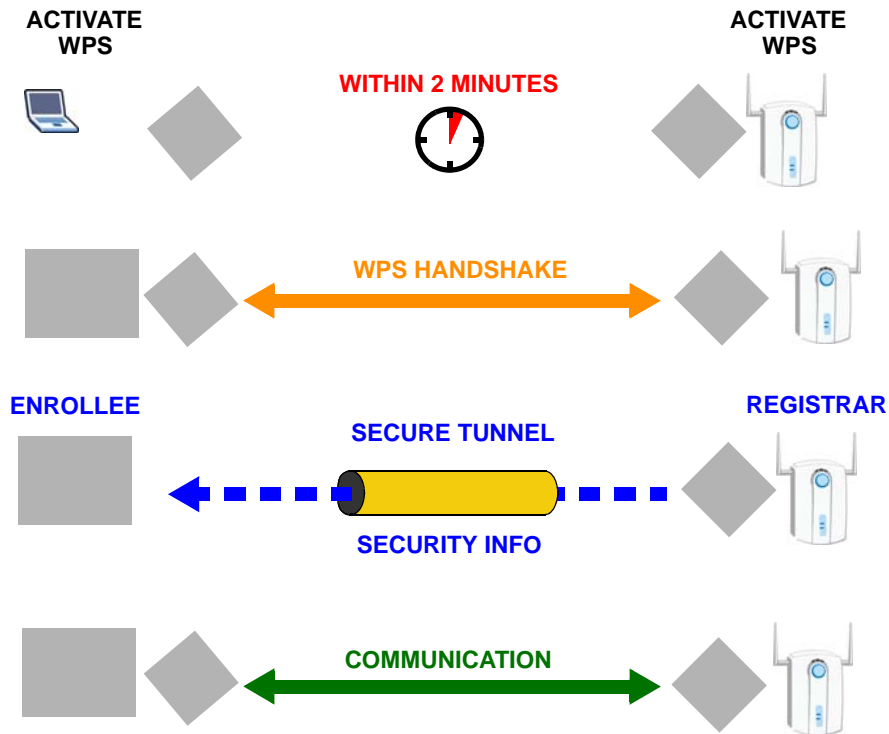 ACTIVATE
WPS
ACTIVATE
WPS
WITHIN 2 MINUTES
WPS HANDSHAKE
ENROLLEE
REGISTRAR
SECURE TUNNEL
SECURITY INFO
COMMUNICATION